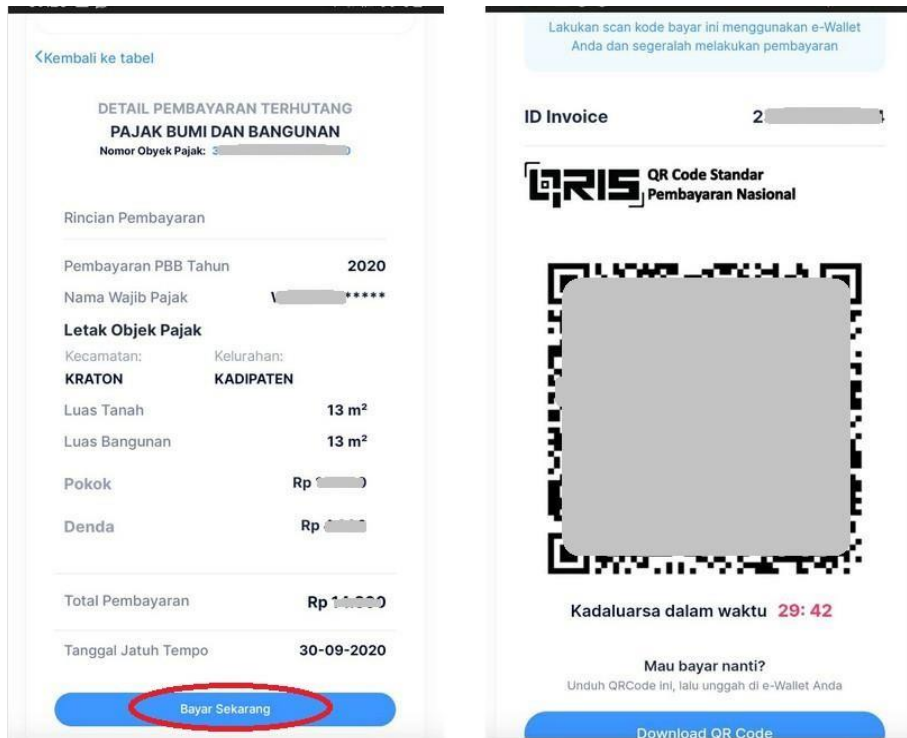 Kembali ke tabel
DETAIL PEMBAYARAN TERHUTANG
PAJAK BUMI DAN BANGUNAN
Nomor Obyek Pajak:
Rincian Pembayaran
Pembayaran PBB Tahun 2020
Nama Wajib Pajak *****
Letak Objek Pajak
Kecamatan: Kelurahan:
KRATON KADIPATEN
Luas Tanah 13 m²
Luas Bangunan 13 m²
Pokok Rp
Denda Rp
Total Pembayaran Rp
Tanggal Jatuh Tempo 30-09-2020
Bayar Sekarang
Lakukan scan kode bayar ini menggunakan e-Wallet
Anda dan segeralah melakukan pembayaran
ID Invoice
QRIS QR Code Standar
Pembayaran Nasional
Kadaluarsa dalam waktu 29: 42
Mau bayar nanti?
Unduh QRCode ini, lalu unggah di e-Wallet Anda
Download QR Code